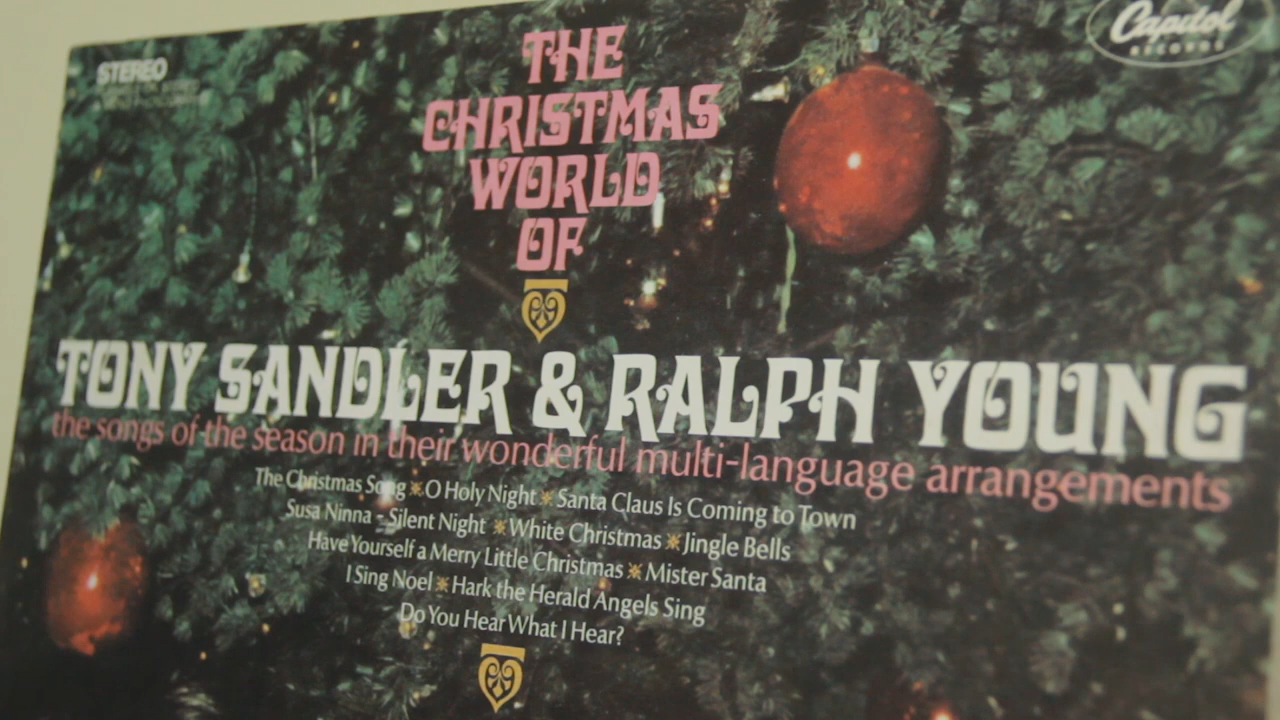 STEREO
Capitol
RECORDS
THE
CHRISTMAS
WORLD
OF
TONY SANDLER & RALPH YOUNG
the songs of the season in their wonderful multi-language arrangements
The Christmas Song ✴ O Holy Night ✴ Santa Claus Is Coming to Town
Susa Ninna - Silent Night ✴ White Christmas ✴ Jingle Bells
Have Yourself a Merry Little Christmas ✴ Mister Santa
I Sing Noel ✴ Hark the Herald Angels Sing
Do You Hear What I Hear?